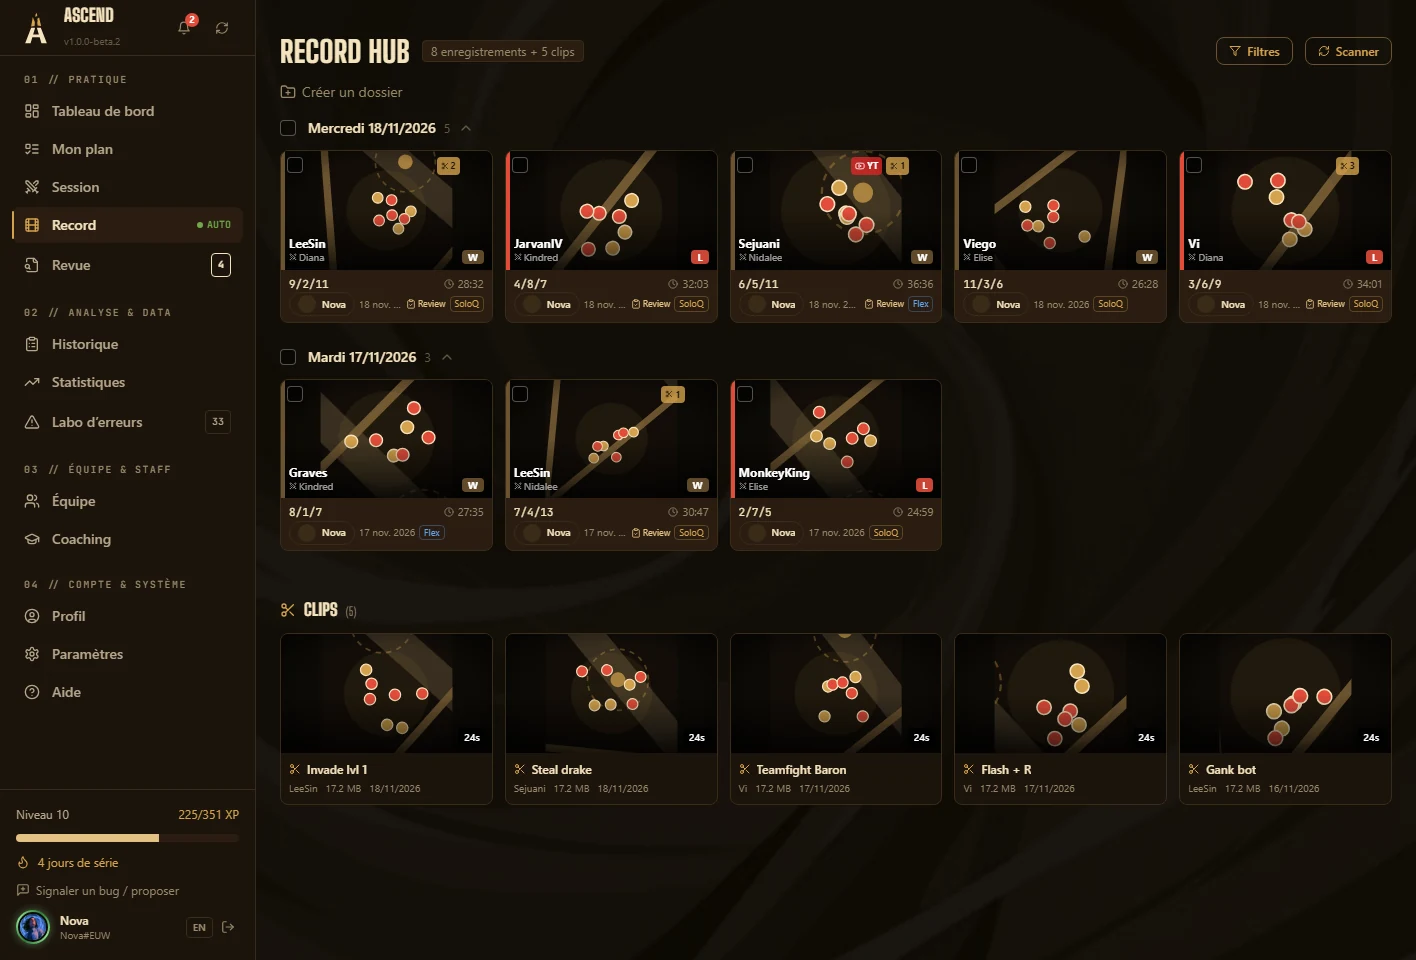 ASCEND
v1.0.0-beta.2
2
01 // PRATIQUE
Tableau de bord
Mon plan
Session
Record
AUTO
Revue
4
02 // ANALYSE & DATA
Historique
Statistiques
Labo d'erreurs
33
03 // ÉQUIPE & STAFF
Équipe
Coaching
04 // COMPTE & SYSTÈME
Profil
Paramètres
Aide
Niveau 10
225/351 XP
4 jours de série
Signaler un bug / proposer
Nova
Nova#EUW
EN
RECORD HUB
8 enregistrements + 5 clips
Filtres
Scanner
Créer un dossier
Mercredi 18/11/2026 5
2
LeeSin
Diana
W
9/2/11
28:32
Nova 18 nov. ... Review SoloQ
JarvanIV
Kindred
L
4/8/7
32:03
Nova 18 nov. ... Review SoloQ
YT
1
Sejuani
Nidalee
W
6/5/11
36:36
Nova 18 nov. 2... Review Flex
Viego
Elise
W
11/3/6
26:28
Nova 18 nov. 2026 SoloQ
3
Vi
Diana
L
3/6/9
34:01
Nova 18 nov. ... Review SoloQ
Mardi 17/11/2026 3
Graves
Kindred
W
8/1/7
27:35
Nova 17 nov. 2026 Flex
1
LeeSin
Nidalee
W
7/4/13
30:47
Nova 17 nov. ... Review SoloQ
MonkeyKing
Elise
L
2/7/5
24:59
Nova 17 nov. 2026 SoloQ
CLIPS (5)
24s
Invade lvl 1
LeeSin 17.2 MB 18/11/2026
24s
Steal drake
Sejuani 17.2 MB 18/11/2026
24s
Teamfight Baron
Vi 17.2 MB 17/11/2026
24s
Flash + R
Vi 17.2 MB 17/11/2026
24s
Gank bot
LeeSin 17.2 MB 16/11/2026